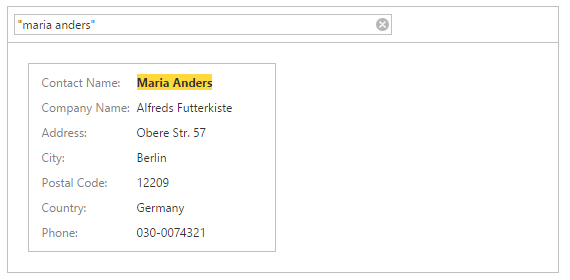 "maria anders"
Contact Name: Maria Anders
Company Name: Alfreds Futterkiste
Address: Obere Str. 57
City: Berlin
Postal Code: 12209
Country: Germany
Phone: 030-0074321